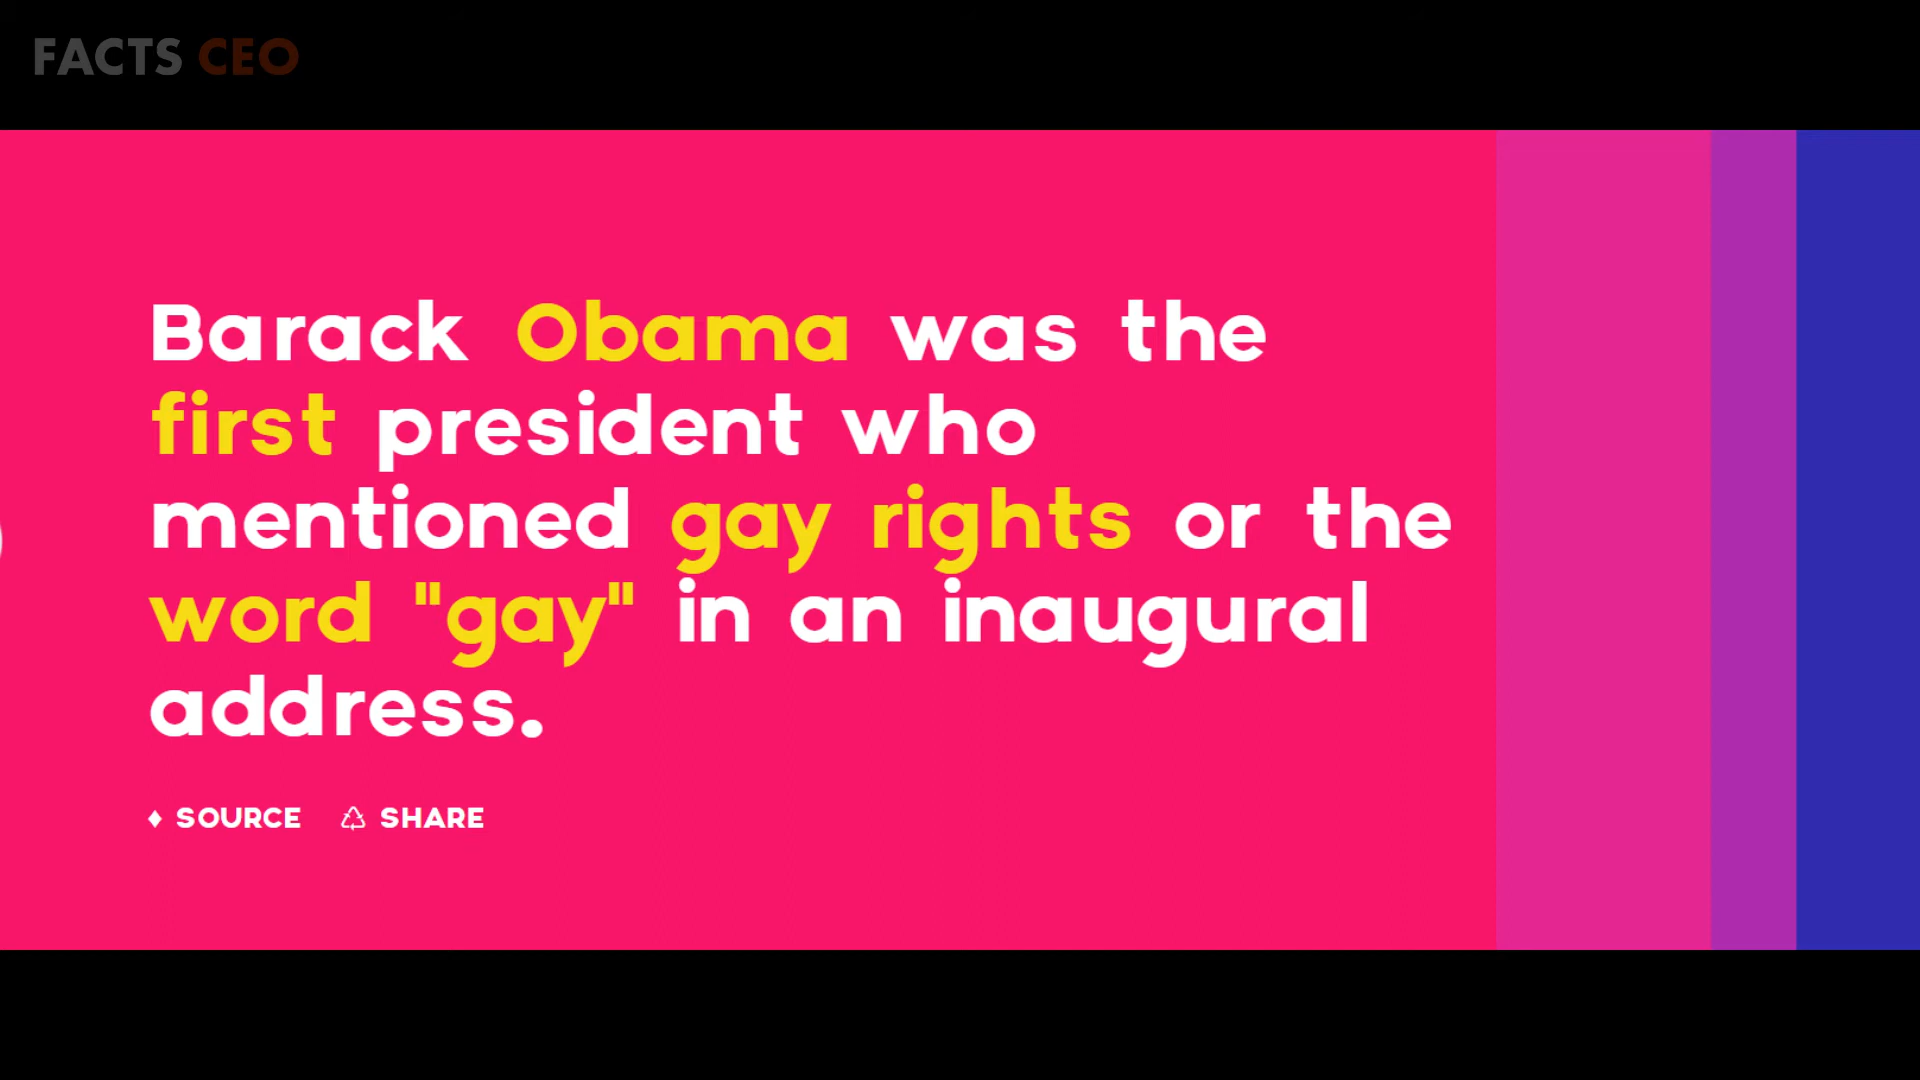 FACTS CEO
Barack Obama was the
first president who
mentioned gay rights or the
word "gay" in an inaugural
address.
SOURCE SHARE